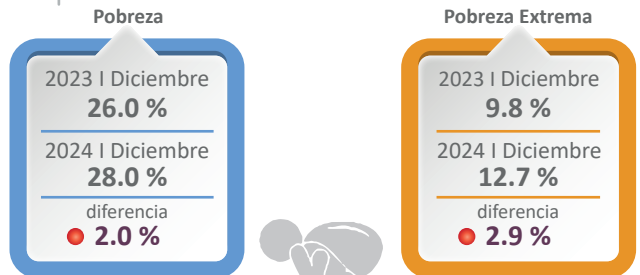 Pobreza
2023 I Diciembre
26.0 %
2024 I Diciembre
28.0 %
diferencia
2.0 %
Pobreza Extrema
2023 I Diciembre
9.8 %
2024 I Diciembre
12.7 %
diferencia
2.9 %